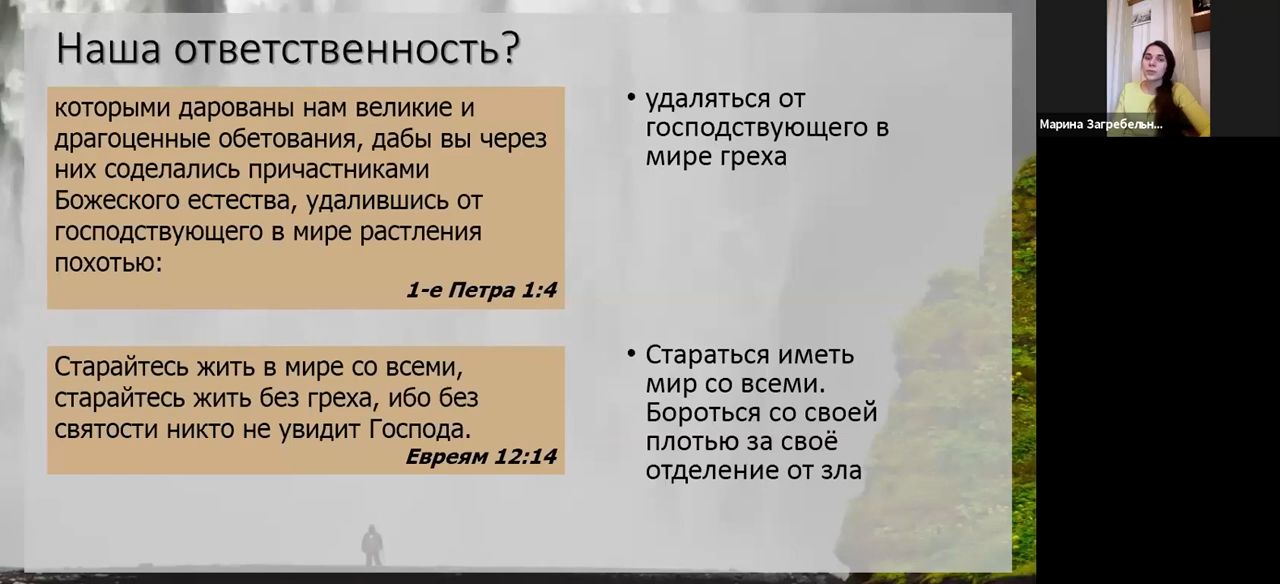 Наша ответственность?
которыми дарованы нам великие и
драгоценные обетования, дабы вы через
них соделались причастниками
Божеского естества, удалившись от
господствующего в мире растления
похотью:
1-е Петра 1:4
Старайтесь жить в мире со всеми,
старайтесь жить без греха, ибо без
святости никто не увидит Господа.
Евреям 12:14
• удаляться от
господствующего в
мире греха
• Стараться иметь
мир со всеми.
Бороться со своей
плотью за своё
отделение от зла
Марина Загребельн...